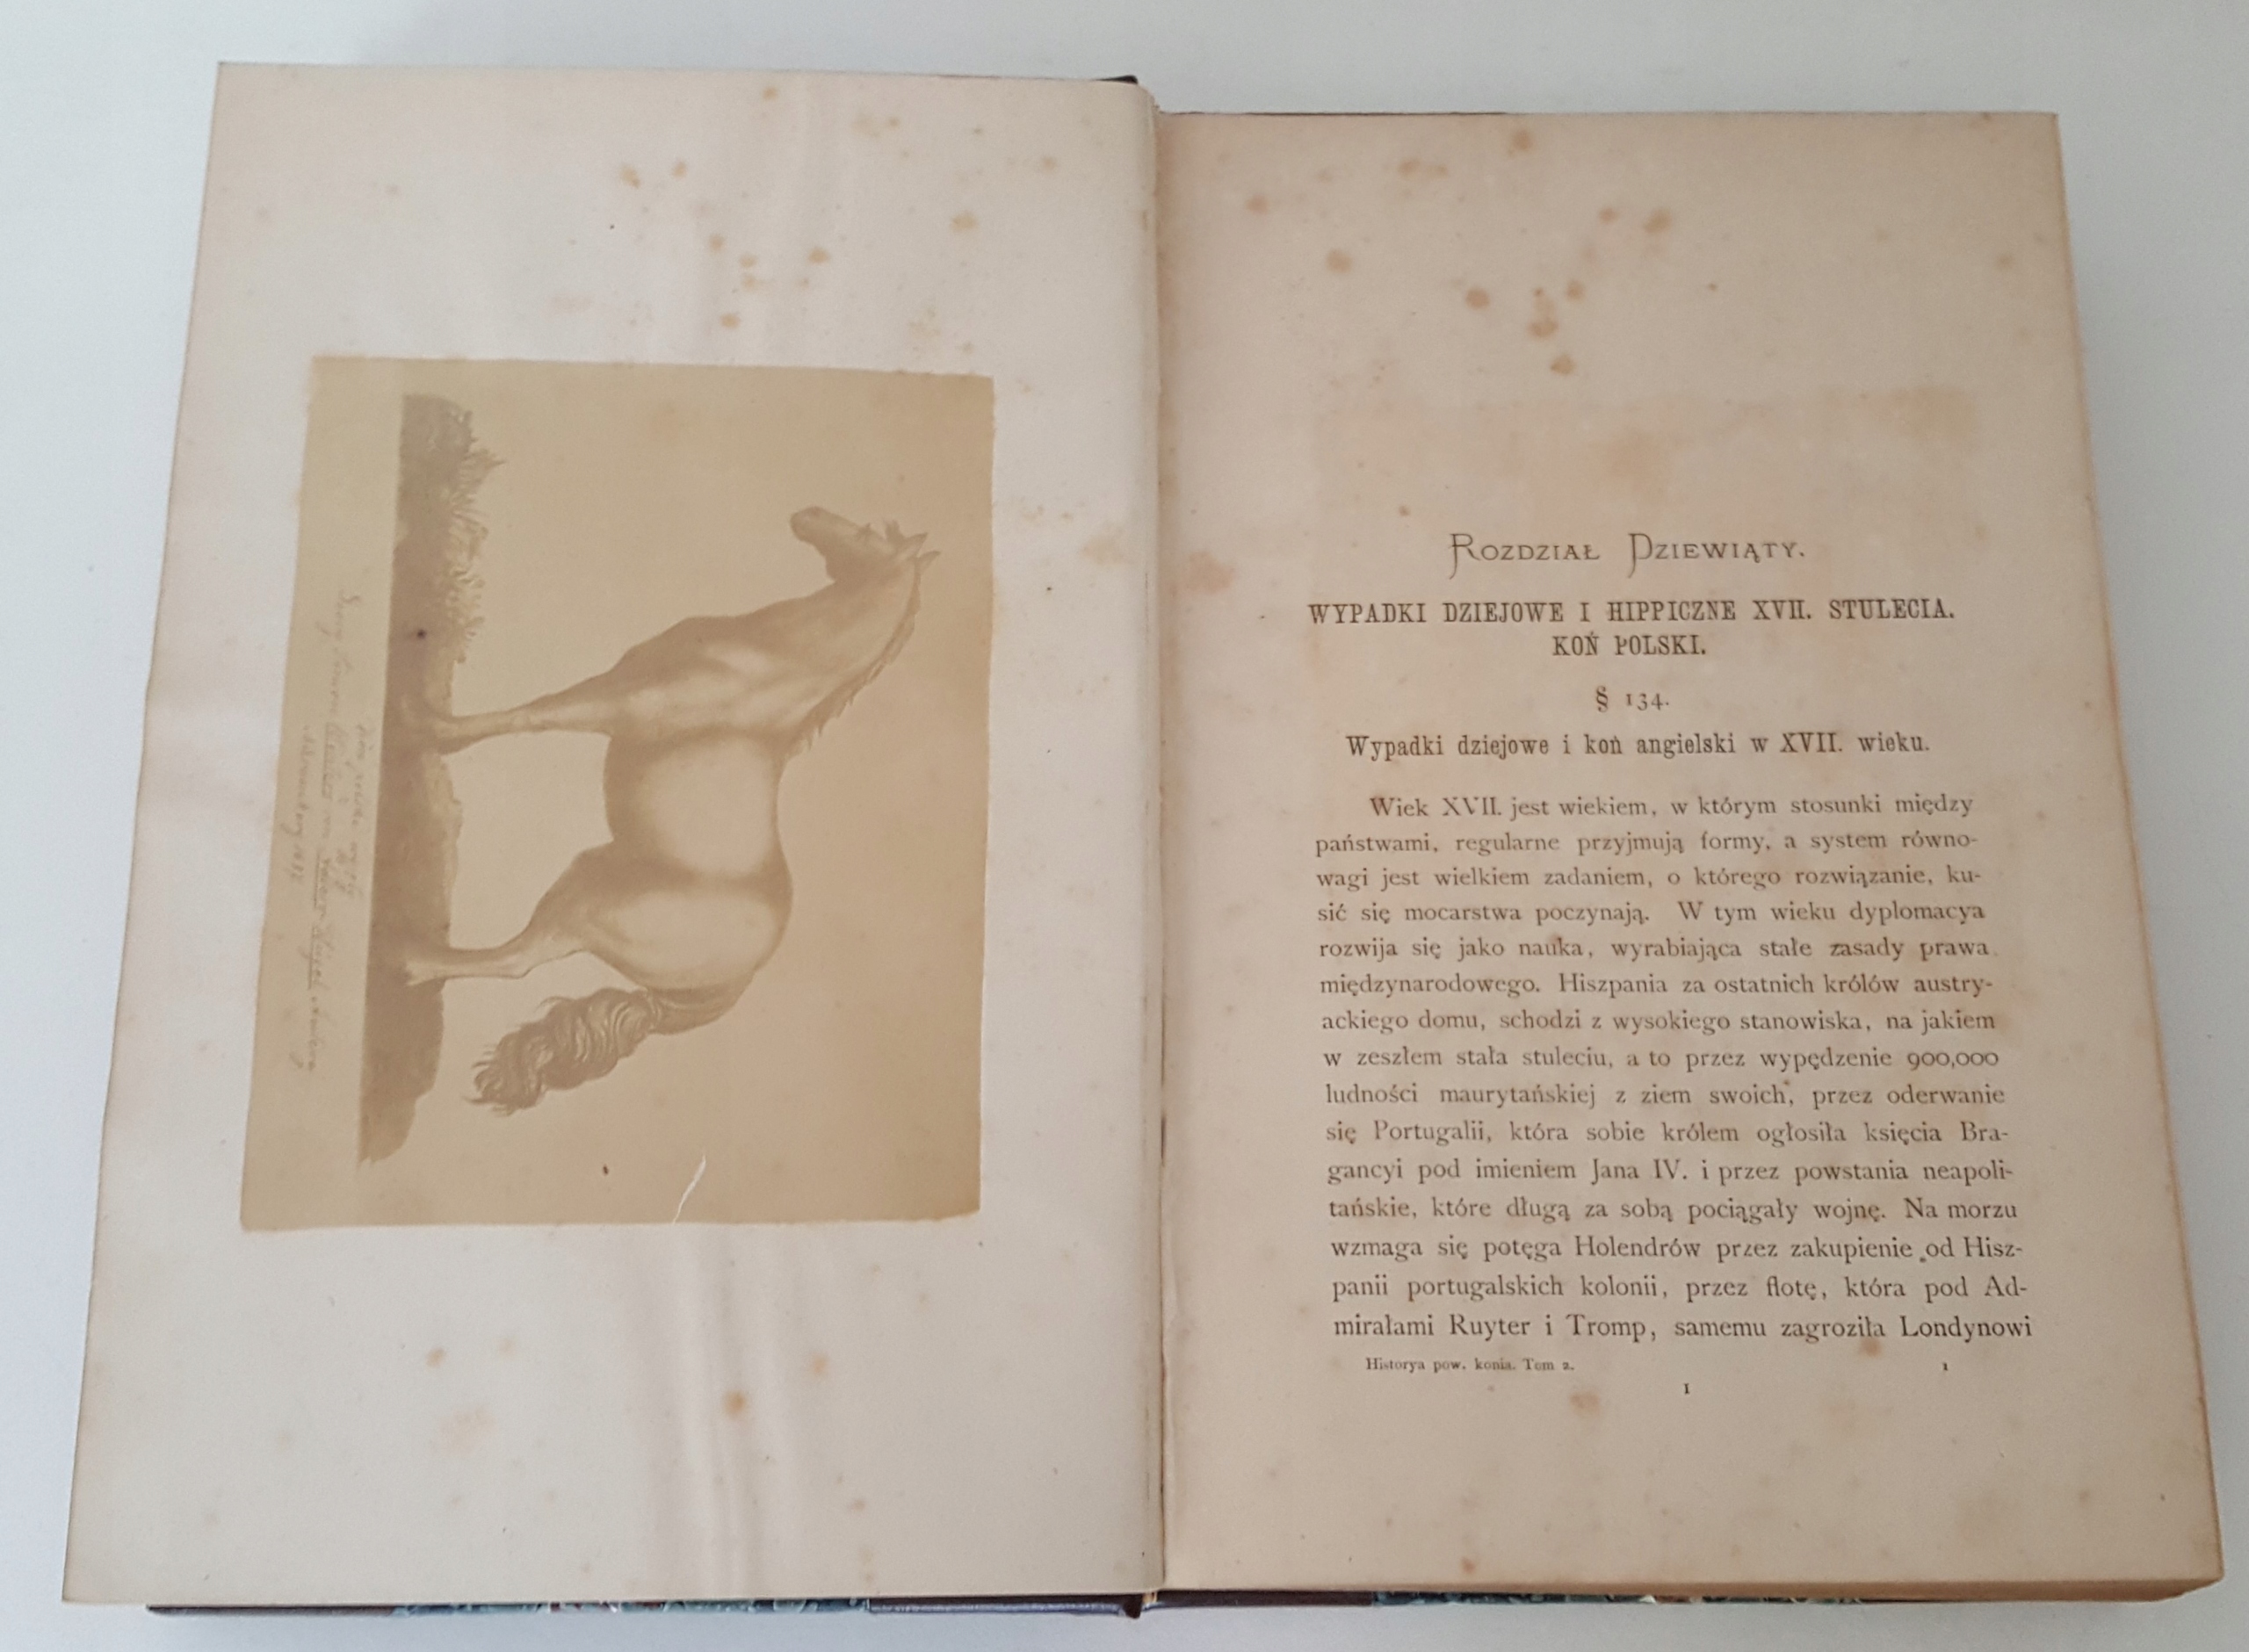 ROZDZIAŁ DZIEWIĄTY.
WYPADKI DZIEJOWE I HIPPICZNE XVII. STULECIA.
KOŃ POLSKI.
§ 134.
Wypadki dziejowe i koń angielski w XVII. wieku.
Wiek XVII. jest wiekiem, w którym stosunki między
państwami, regularne przyjmują formy, a system równo-
wagi jest wielkiem zadaniem, o którego rozwiązanie, ku-
sić się mocarstwa poczynają. W tym wieku dyplomacya
rozwija się jako nauka, wyrabiająca stałe zasady prawa
międzynarodowego. Hiszpania za ostatnich królów austry-
ackiego domu, schodzi z wysokiego stanowiska, na jakiem
w zeszłem stała stuleciu, a to przez wypędzenie 900,000
ludności maurytańskiej z ziem swoich, przez oderwanie
się Portugalii, która sobie królem ogłosiła księcia Bra-
gancyi pod imieniem Jana IV. i przez powstania neapoli-
tańskie, które długą za sobą pociągały wojnę. Na morzu
wzmaga się potęga Holendrów przez zakupienie od Hisz-
panii portugalskich kolonii, przez flotę, która pod Ad-
mirałami Ruyter i Tromp, samemu zagroziła Londynowi
Historya pow. konia. Tom 2. 1
1